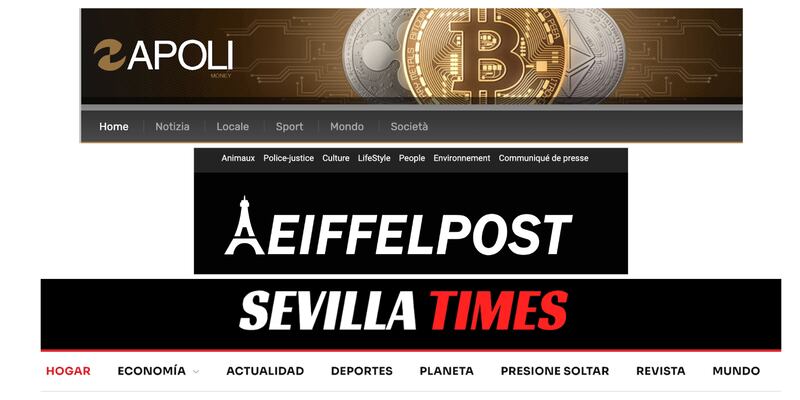 ZAPOLI
MONEY
BITCOIN
Home Notizia Locale Sport Mondo Società
Animaux Police-justice Culture LifeStyle People Environnement Communiqué de presse
EIFFELPOST
SEVILLA TIMES
HOGAR ECONOMÍA ACTUALIDAD DEPORTES PLANETA PRESIONE SOLTAR REVISTA MUNDO